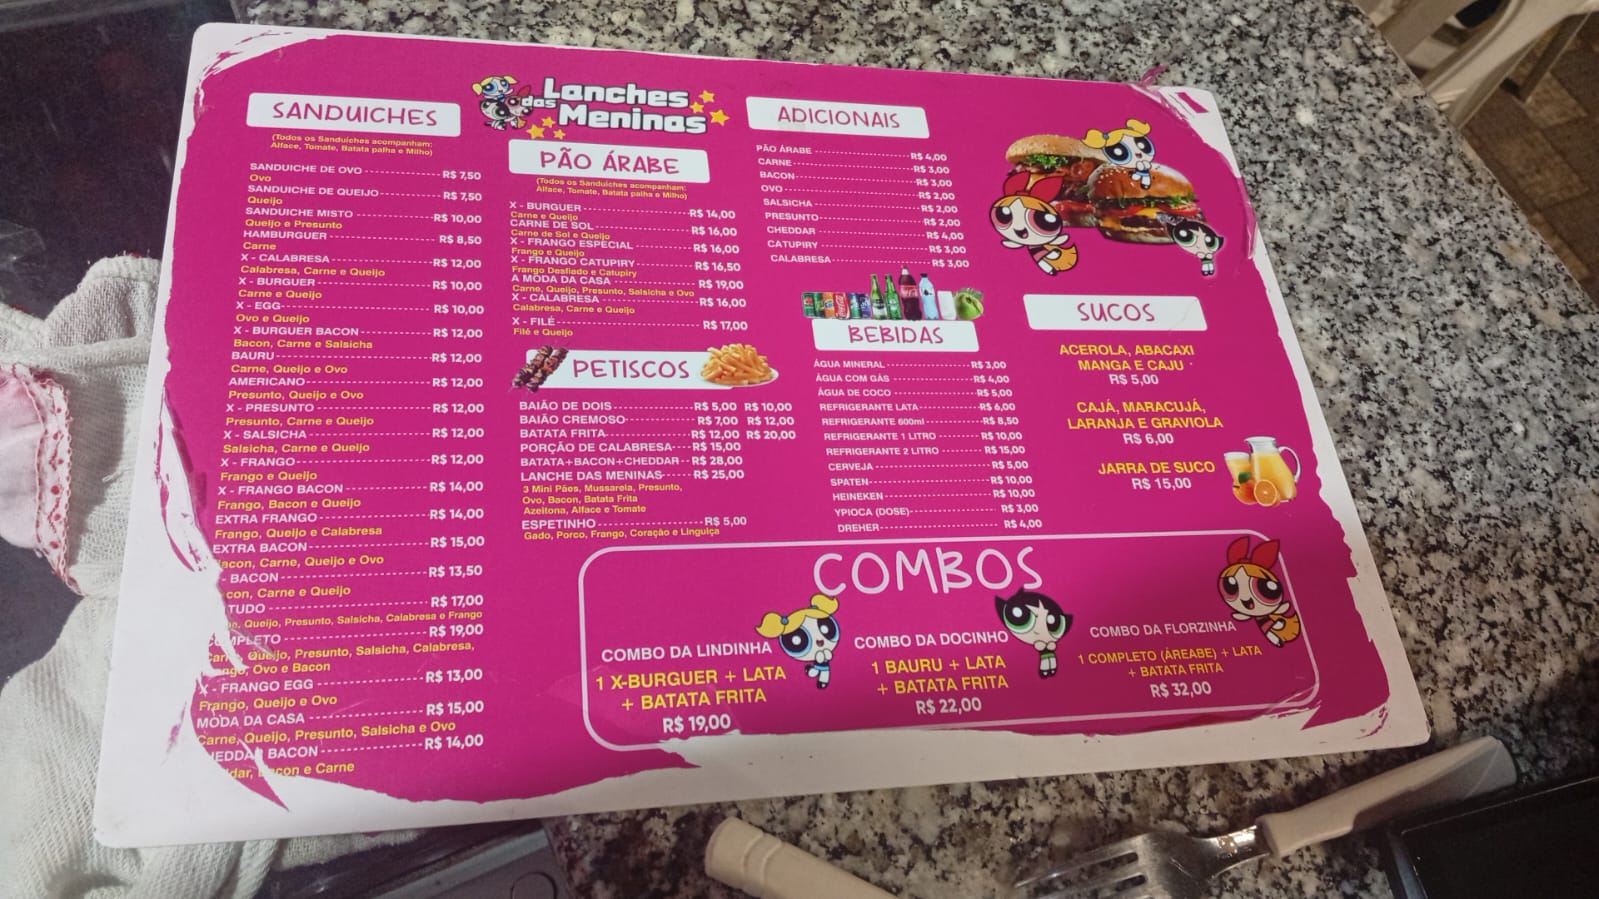 SANDUICHES
(Todos os Sanduíches acompanham:
Alface, Tomate, Batata palha e Milho)
SANDUICHE DE OVO R$ 7,50
Ovo
SANDUICHE DE QUEIJO R$ 7,50
Queijo
SANDUICHE MISTO R$ 10,00
Queijo e Presunto
HAMBURGUER R$ 8,50
Carne
X - CALABRESA R$ 12,00
Calabresa, Carne e Queijo
X - BURGUER R$ 10,00
Carne e Queijo
X - EGG R$ 10,00
Ovo e Queijo
X - BURGUER BACON R$ 12,00
Bacon, Carne e Salsicha
BAURU R$ 12,00
Carne, Queijo e Ovo
AMERICANO R$ 12,00
Presunto, Queijo e Ovo
X - PRESUNTO R$ 12,00
Presunto, Carne e Queijo
X - SALSICHA R$ 12,00
Salsicha, Carne e Queijo
X - FRANGO R$ 12,00
Frango e Queijo
X - FRANGO BACON R$ 14,00
Frango, Bacon e Queijo
EXTRA FRANGO R$ 14,00
Frango, Queijo e Calabresa
EXTRA BACON R$ 15,00
Bacon, Carne, Queijo e Ovo
- BACON R$ 13,50
Carne e Queijo
TUDO R$ 17,00
Queijo, Presunto, Salsicha, Calabresa e Frango
COMPLETO R$ 19,00
Carne, Queijo, Presunto, Salsicha, Calabresa,
Frango, Ovo e Bacon
X - FRANGO EGG R$ 13,00
Frango, Queijo e Ovo
MODA DA CASA R$ 15,00
Carne, Queijo, Presunto, Salsicha e Ovo
CHEDDAR BACON R$ 14,00
Bacon e Carne
Lanches
das Meninas
PÃO ÁRABE
(Todos os Sanduíches acompanham:
Alface, Tomate, Batata palha e Milho)
X - BURGUER R$ 14,00
Carne e Queijo
CARNE DE SOL R$ 16,00
Carne de Sol e Queijo
X - FRANGO ESPECIAL R$ 16,00
Frango e Queijo
X - FRANGO CATUPIRY R$ 16,50
Frango Desfiado e Catupiry
A MODA DA CASA R$ 19,00
Carne, Queijo, Presunto, Salsicha e Ovo
X - CALABRESA R$ 16,00
Calabresa, Carne e Queijo
X - FILÉ R$ 17,00
Filé e Queijo
PETISCOS
BAIÃO DE DOIS R$ 5,00 R$ 10,00
BAIÃO CREMOSO R$ 7,00 R$ 12,00
BATATA FRITA R$ 12,00 R$ 20,00
PORÇÃO DE CALABRESA R$ 15,00
BATATA+BACON+CHEDDAR R$ 28,00
LANCHE DAS MENINAS R$ 25,00
3 Mini Pães, Mussarela, Presunto,
Ovo, Bacon, Batata Frita
Azeitona, Alface e Tomate
ESPETINHO R$ 5,00
Gado, Porco, Frango, Coração e Linguiça
ADICIONAIS
PÃO ÁRABE R$ 4,00
CARNE R$ 3,00
BACON R$ 3,00
OVO R$ 2,00
SALSICHA R$ 2,00
PRESUNTO R$ 2,00
CHEDDAR R$ 4,00
CATUPIRY R$ 3,00
CALABRESA R$ 3,00
BEBIDAS
ÁGUA MINERAL R$ 3,00
ÁGUA COM GÁS R$ 4,00
ÁGUA DE COCO R$ 5,00
REFRIGERANTE LATA R$ 6,00
REFRIGERANTE 600ml R$ 8,50
REFRIGERANTE 1 LITRO R$ 10,00
REFRIGERANTE 2 LITRO R$ 15,00
CERVEJA R$ 5,00
SPATEN R$ 10,00
HEINEKEN R$ 10,00
YPIOCA (DOSE) R$ 3,00
DREHER R$ 4,00
SUCOS
ACEROLA, ABACAXI
MANGA E CAJU
R$ 5,00
CAJÁ, MARACUJÁ,
LARANJA E GRAVIOLA
R$ 6,00
JARRA DE SUCO
R$ 15,00
COMBOS
COMBO DA LINDINHA
1 X-BURGUER + LATA
+ BATATA FRITA
R$ 19,00
COMBO DA DOCINHO
1 BAURU + LATA
+ BATATA FRITA
R$ 22,00
COMBO DA FLORZINHA
1 COMPLETO (ÁREABE) + LATA
+ BATATA FRITA
R$ 32,00